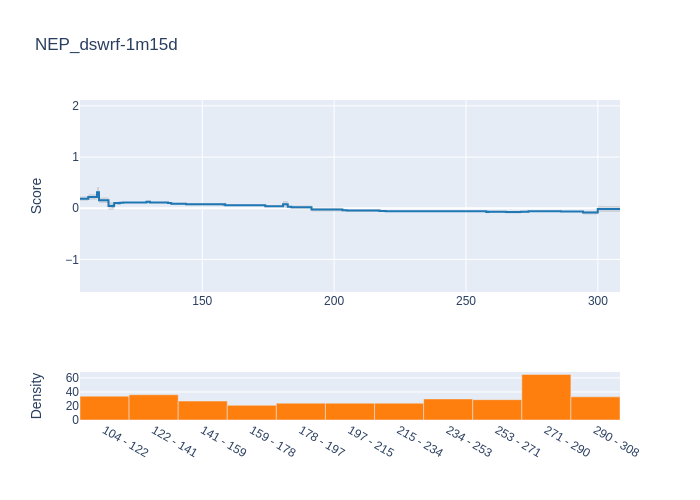 NEP_dswrf-1m15d
Score
2
1
0
−1
150
200
250
300
Density
60
40
20
0
104 - 122
122 - 141
141 - 159
159 - 178
178 - 197
197 - 215
215 - 234
234 - 253
253 - 271
271 - 290
290 - 308